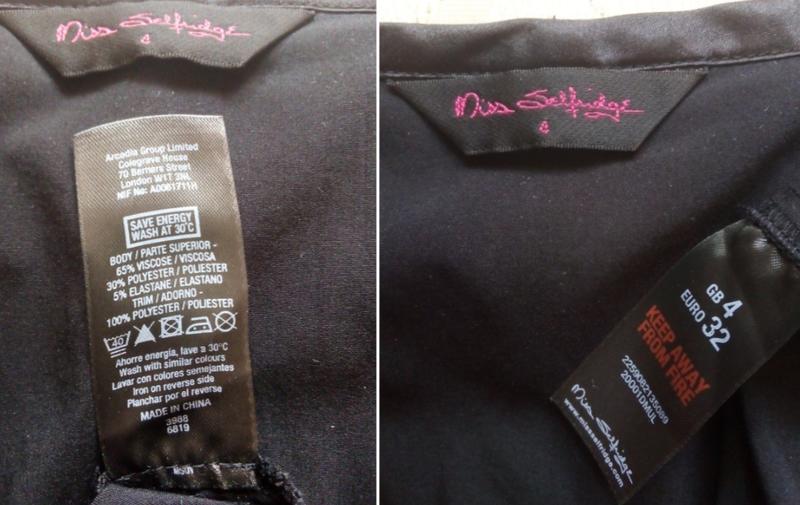 Miss Selfridge
4
Arcadia Group Limited
Colegrave House
70 Berners Street
London W1T 3NL
NIF No: A0081711H
SAVE ENERGY
WASH AT 30°C
BODY / PARTE SUPERIOR -
65% VISCOSE / VISCOSA
30% POLYESTER / POLIESTER
5% ELASTANE / ELASTANO
TRIM / ADORNO -
100% POLYESTER / POLIESTER
40
Ahorre energía, lave a 30°C
Wash with similar colours
Lavar con colores semejantes
Iron on reverse side
Planchar por el reverse
MADE IN CHINA
3988
6819
Miss Selfridge
4
GB 4
EURO 32
KEEP AWAY
FROM FIRE
2259082135089
20001DMUL
Miss Selfridge
www.missselfridge.com